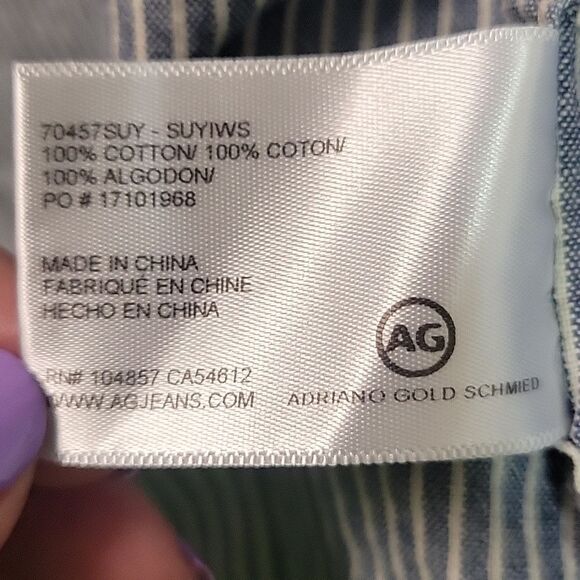 70457SUY - SUYIWS
100% COTTON/ 100% COTON/
100% ALGODON/
PO # 17101968
MADE IN CHINA
FABRIQUÉ EN CHINE
HECHO EN CHINA
RN# 104857 CA54612
WWW.AGJEANS.COM
AG
ADRIANO GOLD SCHMIED